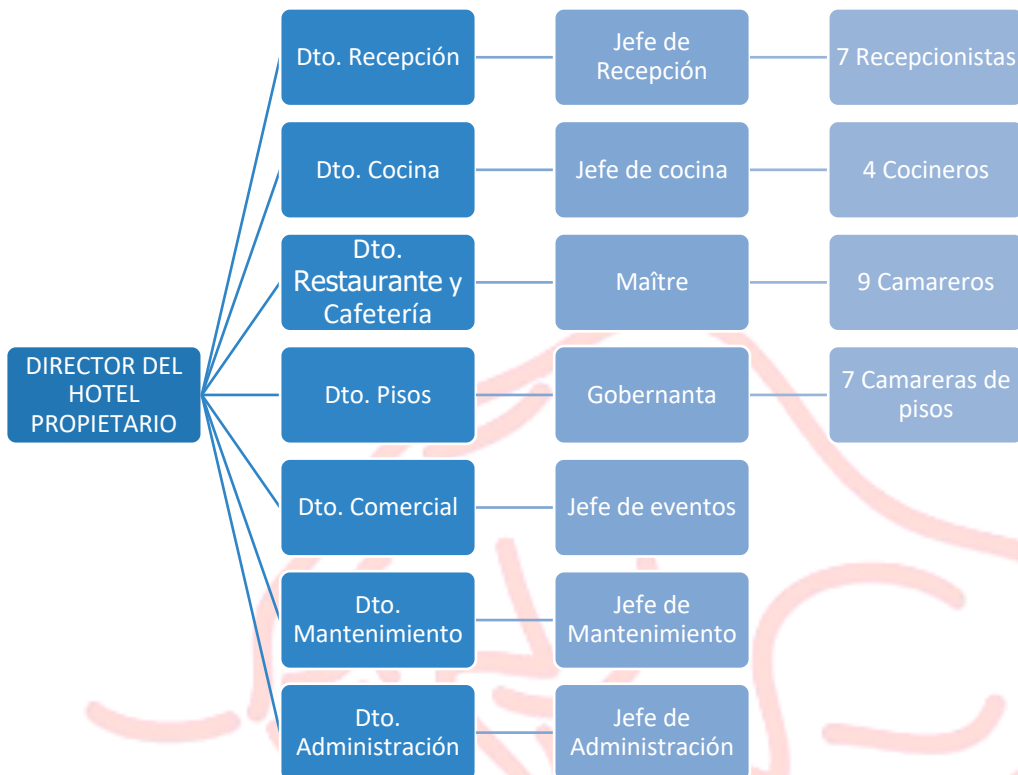 Dto. Recepción
Jefe de
Recepción
7 Recepcionistas
Dto. Cocina
Jefe de cocina
4 Cocineros
Dto.
Restaurante y
Cafetería
Maître
9 Camareros
DIRECTOR DEL
HOTEL
PROPIETARIO
Dto. Pisos
Gobernanta
7 Camareras de
pisos
Dto. Comercial
Jefe de eventos
Dto.
Mantenimiento
Jefe de
Mantenimiento
Dto.
Administración
Jefe de
Administración